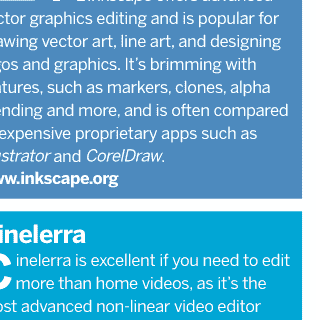 ctor graphics editing and is popular for
awing vector art, line art, and designing
os and graphics. It's brimming with
tures, such as markers, clones, alpha
ending and more, and is often compared
expensive proprietary apps such as
strator and CorelDraw.
w.inkscape.org
inelerra
C inelerra is excellent if you need to edit
more than home videos, as it's the
ost advanced non-linear video editor